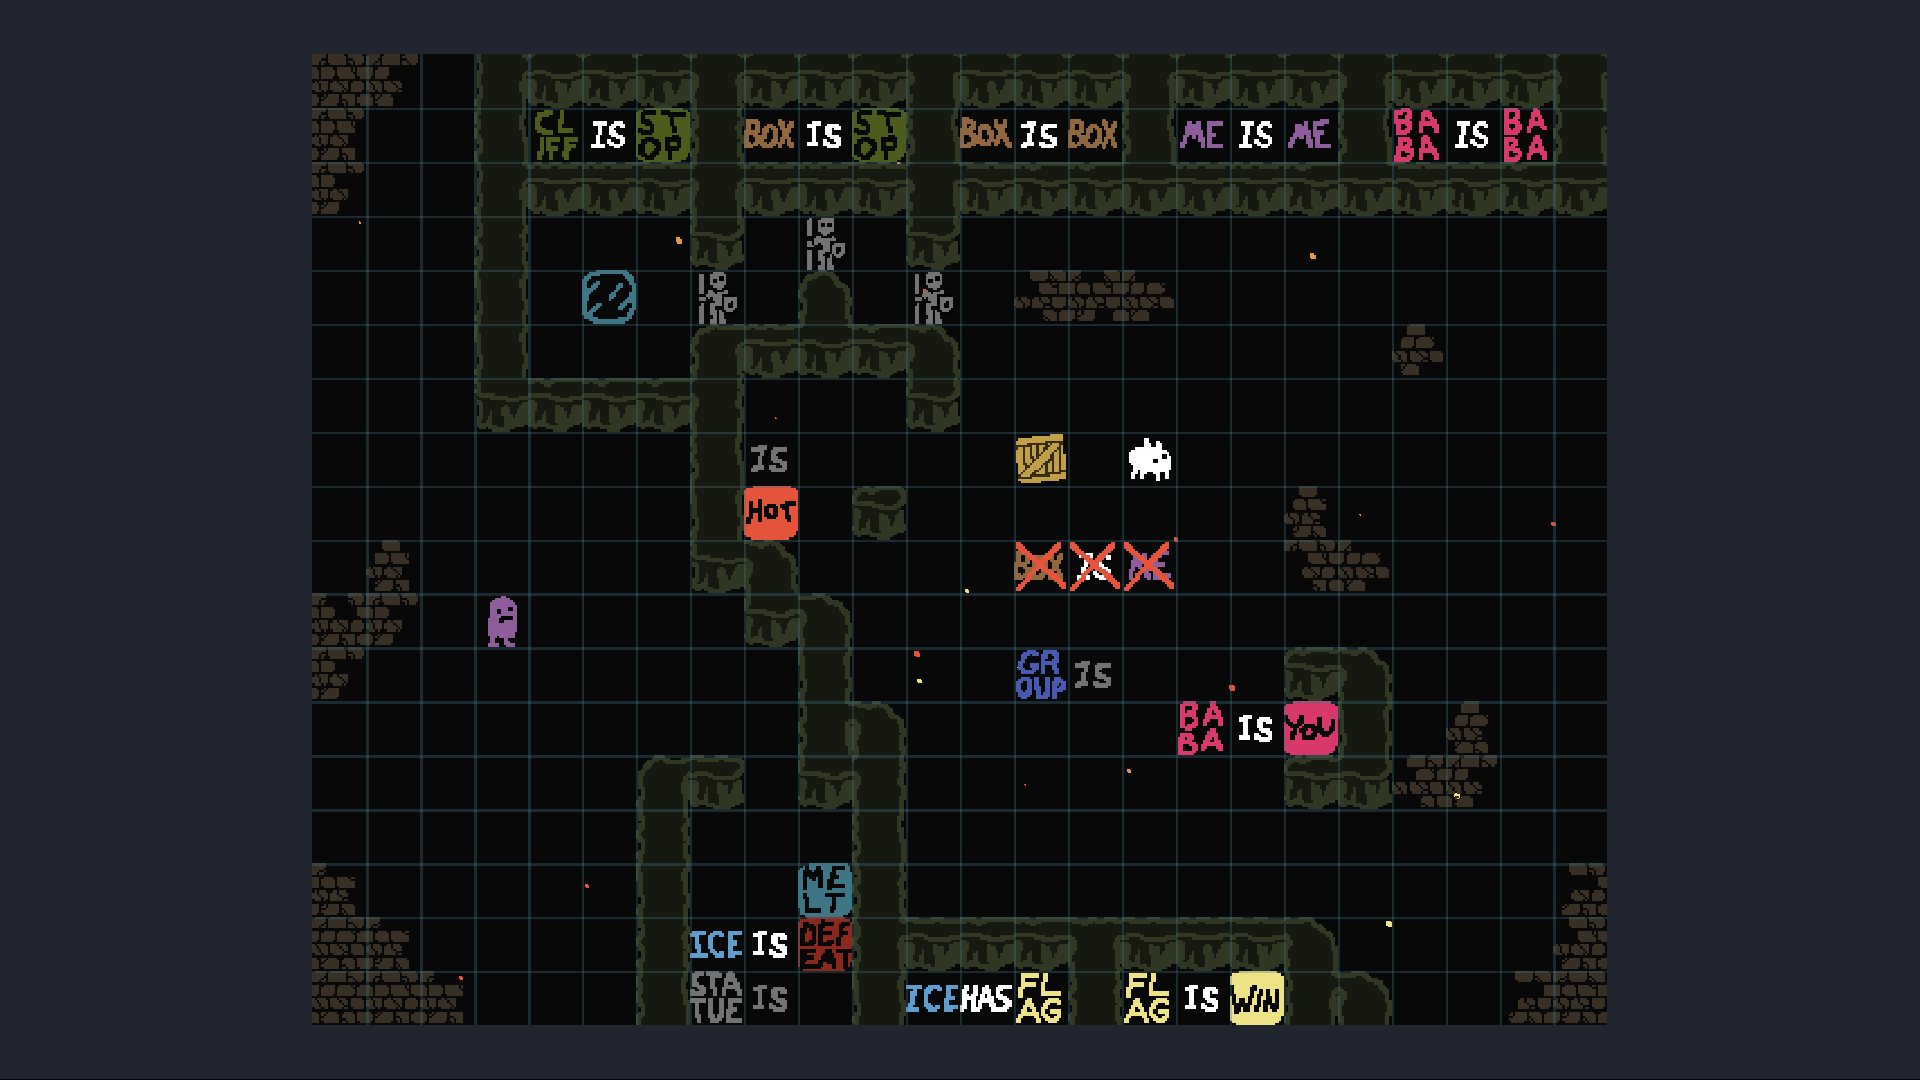 CLIFF IS STOP BOX IS STOP BOX IS BOX ME IS ME BABA IS BABA
IS
HOT
BOX IS ME
GROUP IS
BABA IS YOU
MELT
ICE IS DEFEAT
STATUE IS ICE HAS FLAG FLAG IS WIN